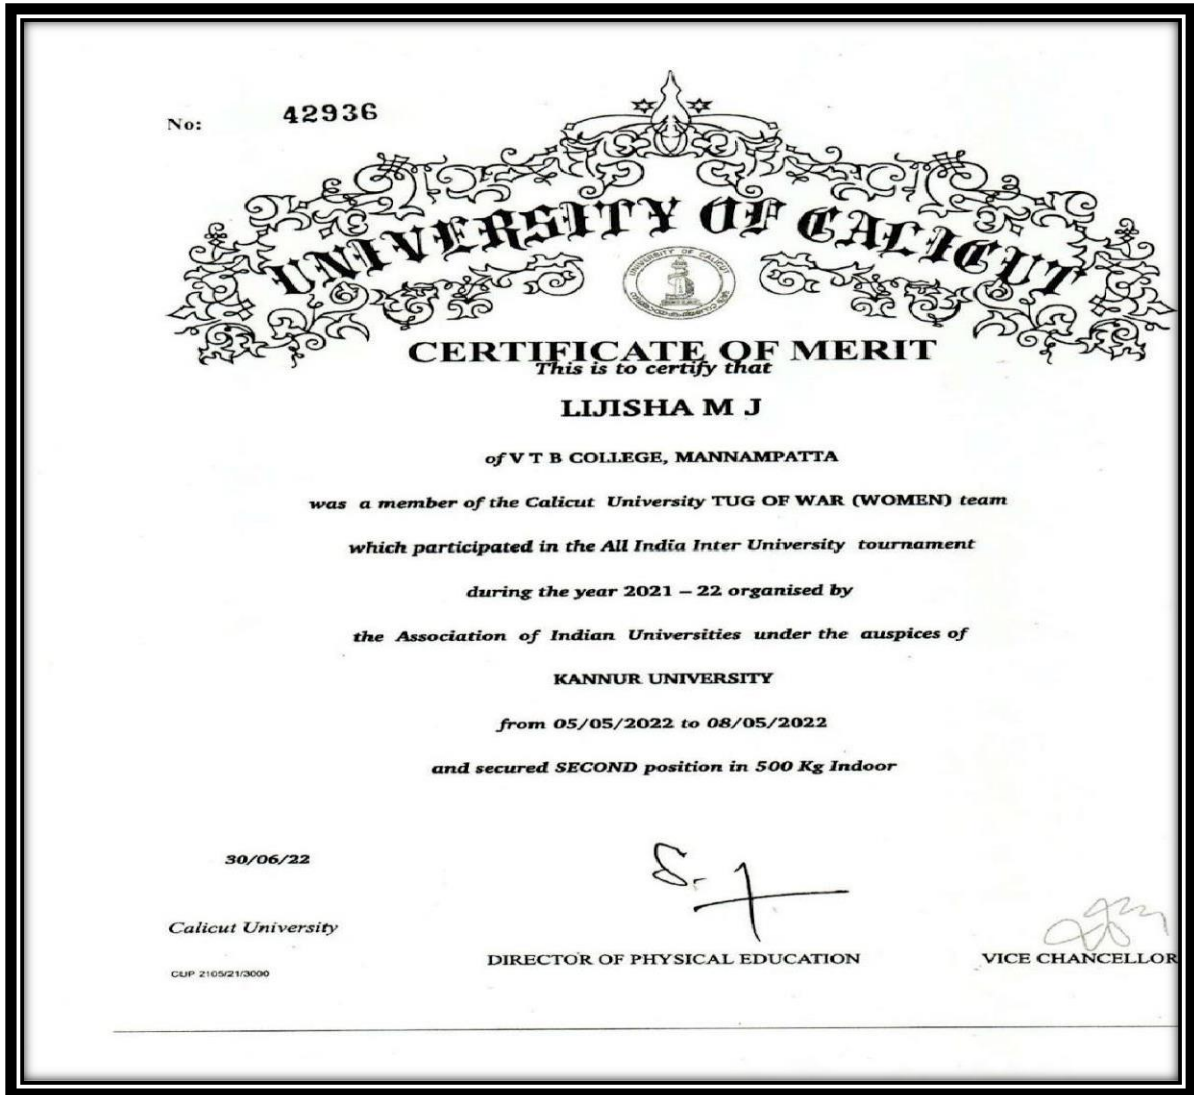 No: 42936
UNIVERSITY OF CALICUT
UNIVERSITY OF CALICUT
CERTIFICATE OF MERIT
This is to certify that
LIJISHA M J
of V T B COLLEGE, MANNAMPATTA
was a member of the Calicut University TUG OF WAR (WOMEN) team
which participated in the All India Inter University tournament
during the year 2021 – 22 organised by
the Association of Indian Universities under the auspices of
KANNUR UNIVERSITY
from 05/05/2022 to 08/05/2022
and secured SECOND position in 500 Kg Indoor
30/06/22
Calicut University
DIRECTOR OF PHYSICAL EDUCATION
VICE CHANCELLOR
CUP 2105/21/3000